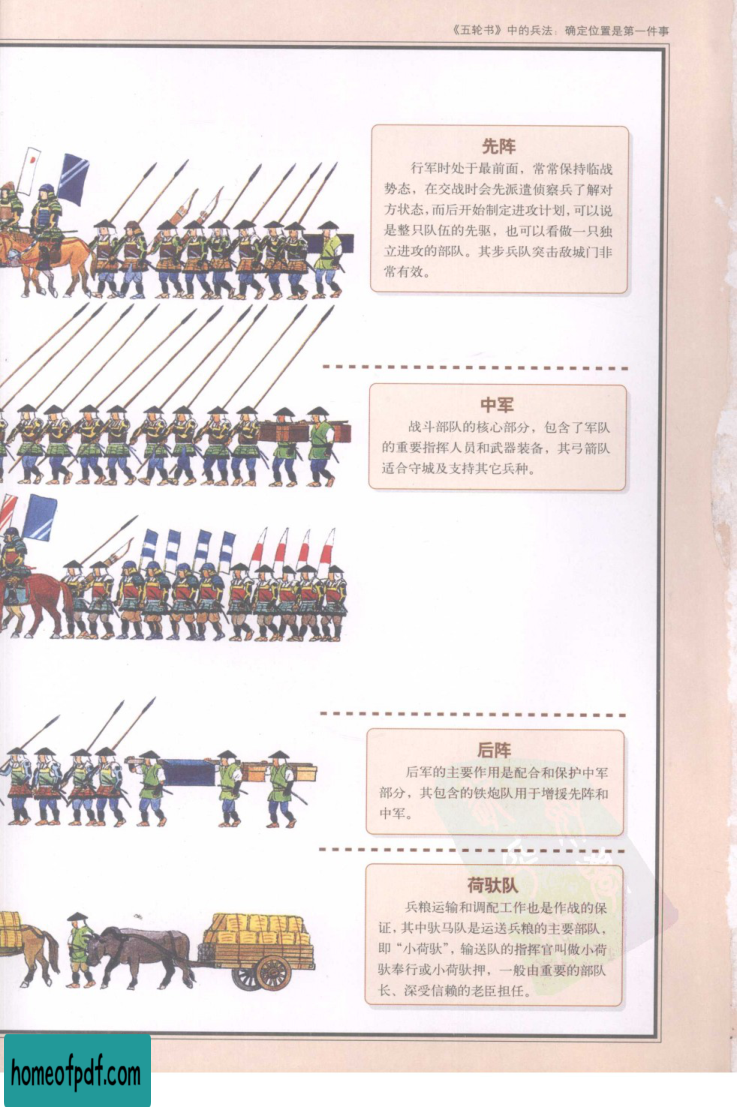 《五轮书》中的兵法：确定位置是第一件事
先阵
行军时处于最前面，常常保持临战
势态，在交战时会先派遣侦察兵了解对
方状态，而后开始制定进攻计划，可以说
是整只队伍的先驱，也可以看做一只独
立进攻的部队。其步兵队突击敌城门非
常有效。
中军
战斗部队的核心部分，包含了军队
的重要指挥人员和武器装备，其弓箭队
适合守城及支持其它兵种。
后阵
后军的主要作用是配合和保护中军
部分，其包含的铁炮队用于增援先阵和
中军。
荷驮队
兵粮运输和调配工作也是作战的保
证，其中驮马队是运送兵粮的主要部队，
即“小荷驮”，输送队的指挥官叫做小荷
驮奉行或小荷驮押，一般由重要的部队
长、深受信赖的老臣担任。
homeofpdf.com